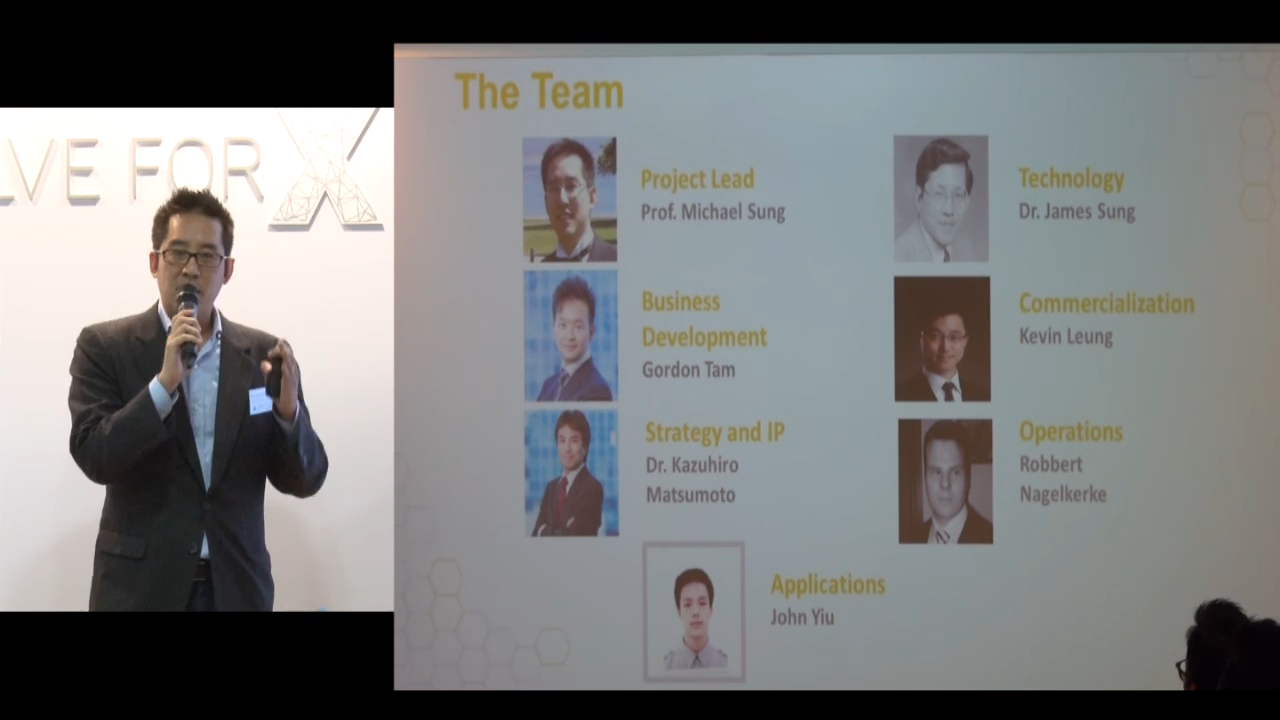 LVE FOR X
The Team
Project Lead
Prof. Michael Sung
Technology
Dr. James Sung
Business
Development
Gordon Tam
Commercialization
Kevin Leung
Strategy and IP
Dr. Kazuhiro
Matsumoto
Operations
Robbert
Nagelkerke
Applications
John Yiu